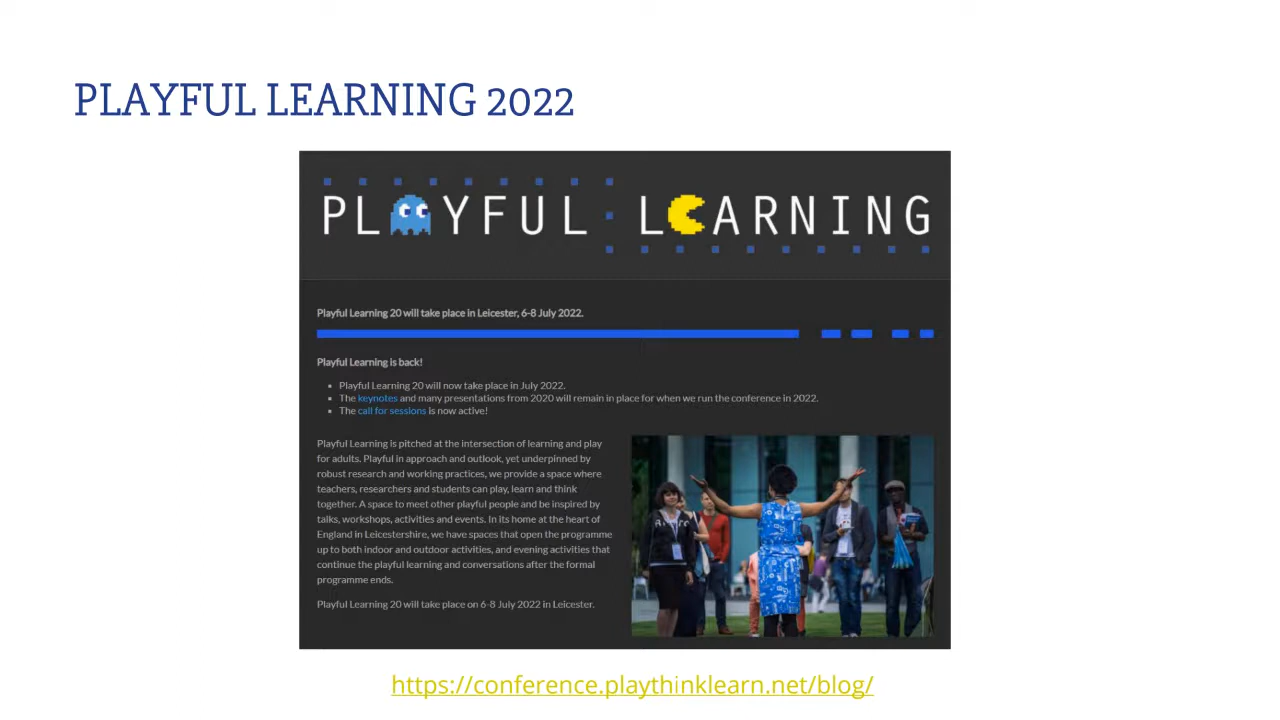 PLAYFUL LEARNING 2022
PLAYFUL LEARNING
Playful Learning 20 will take place in Leicester, 6-8 July 2022.
Playful Learning is back!
▪ Playful Learning 20 will now take place in July 2022.
▪ The keynotes and many presentations from 2020 will remain in place for when we run the conference in 2022.
▪ The call for sessions is now active!
Playful Learning is pitched at the intersection of learning and play
for adults. Playful in approach and outlook, yet underpinned by
robust research and working practices, we provide a space where
teachers, researchers and students can play, learn and think
together. A space to meet other playful people and be inspired by
talks, workshops, activities and events. In its home at the heart of
England in Leicestershire, we have spaces that open the programme
up to both indoor and outdoor activities, and evening activities that
continue the playful learning and conversations after the formal
programme ends.
Playful Learning 20 will take place on 6-8 July 2022 in Leicester.
https://conference.playthinklearn.net/blog/